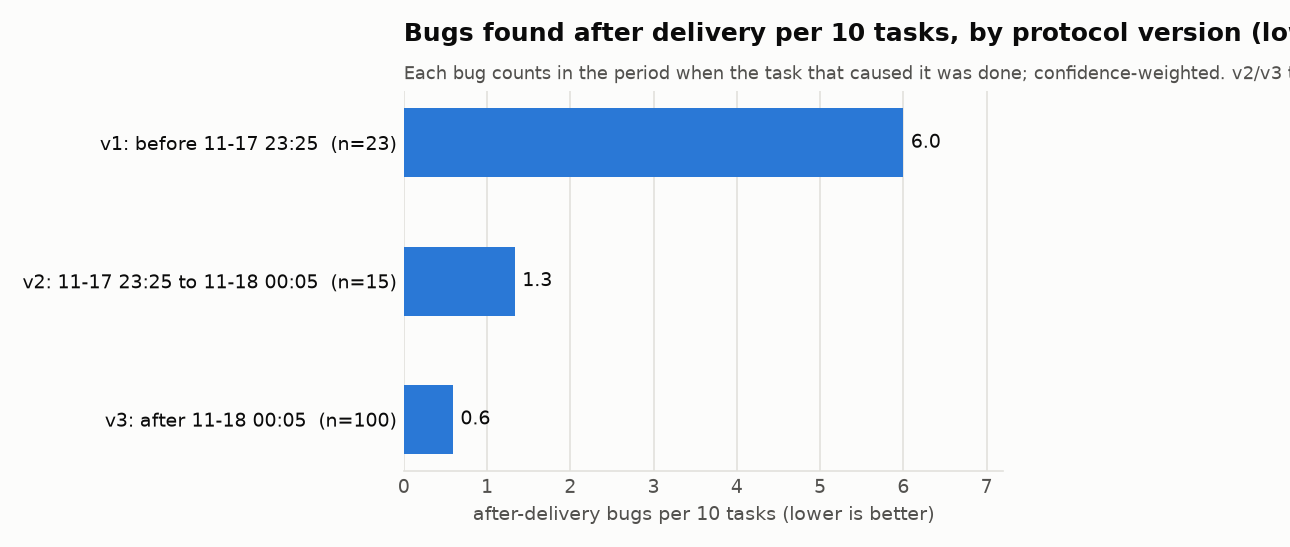 Bugs found after delivery per 10 tasks, by protocol version (lo
Each bug counts in the period when the task that caused it was done; confidence-weighted. v2/v3
v1: before 11-17 23:25 (n=23)
6.0
v2: 11-17 23:25 to 11-18 00:05 (n=15)
1.3
v3: after 11-18 00:05 (n=100)
0.6
0 1 2 3 4 5 6 7
after-delivery bugs per 10 tasks (lower is better)